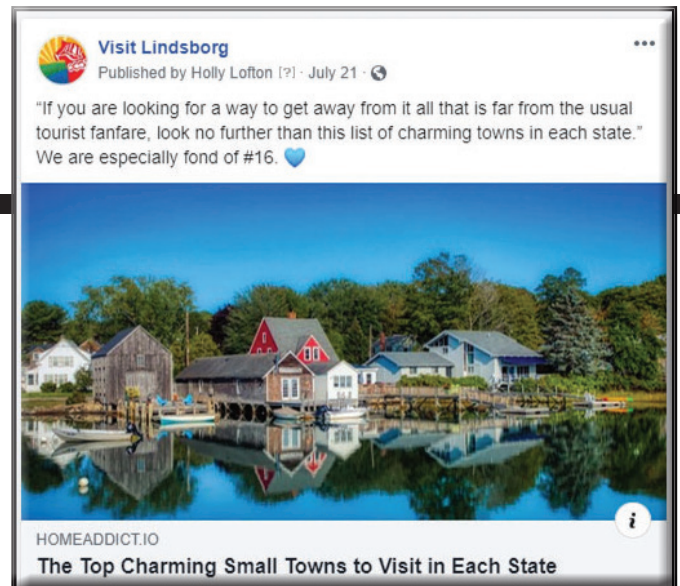 Visit Lindsborg
Published by Holly Lofton [?] · July 21 ·
“If you are looking for a way to get away from it all that is far from the usual
tourist fanfare, look no further than this list of charming towns in each state.”
We are especially fond of #16. 💙
HOMEADDICT.IO
The Top Charming Small Towns to Visit in Each State